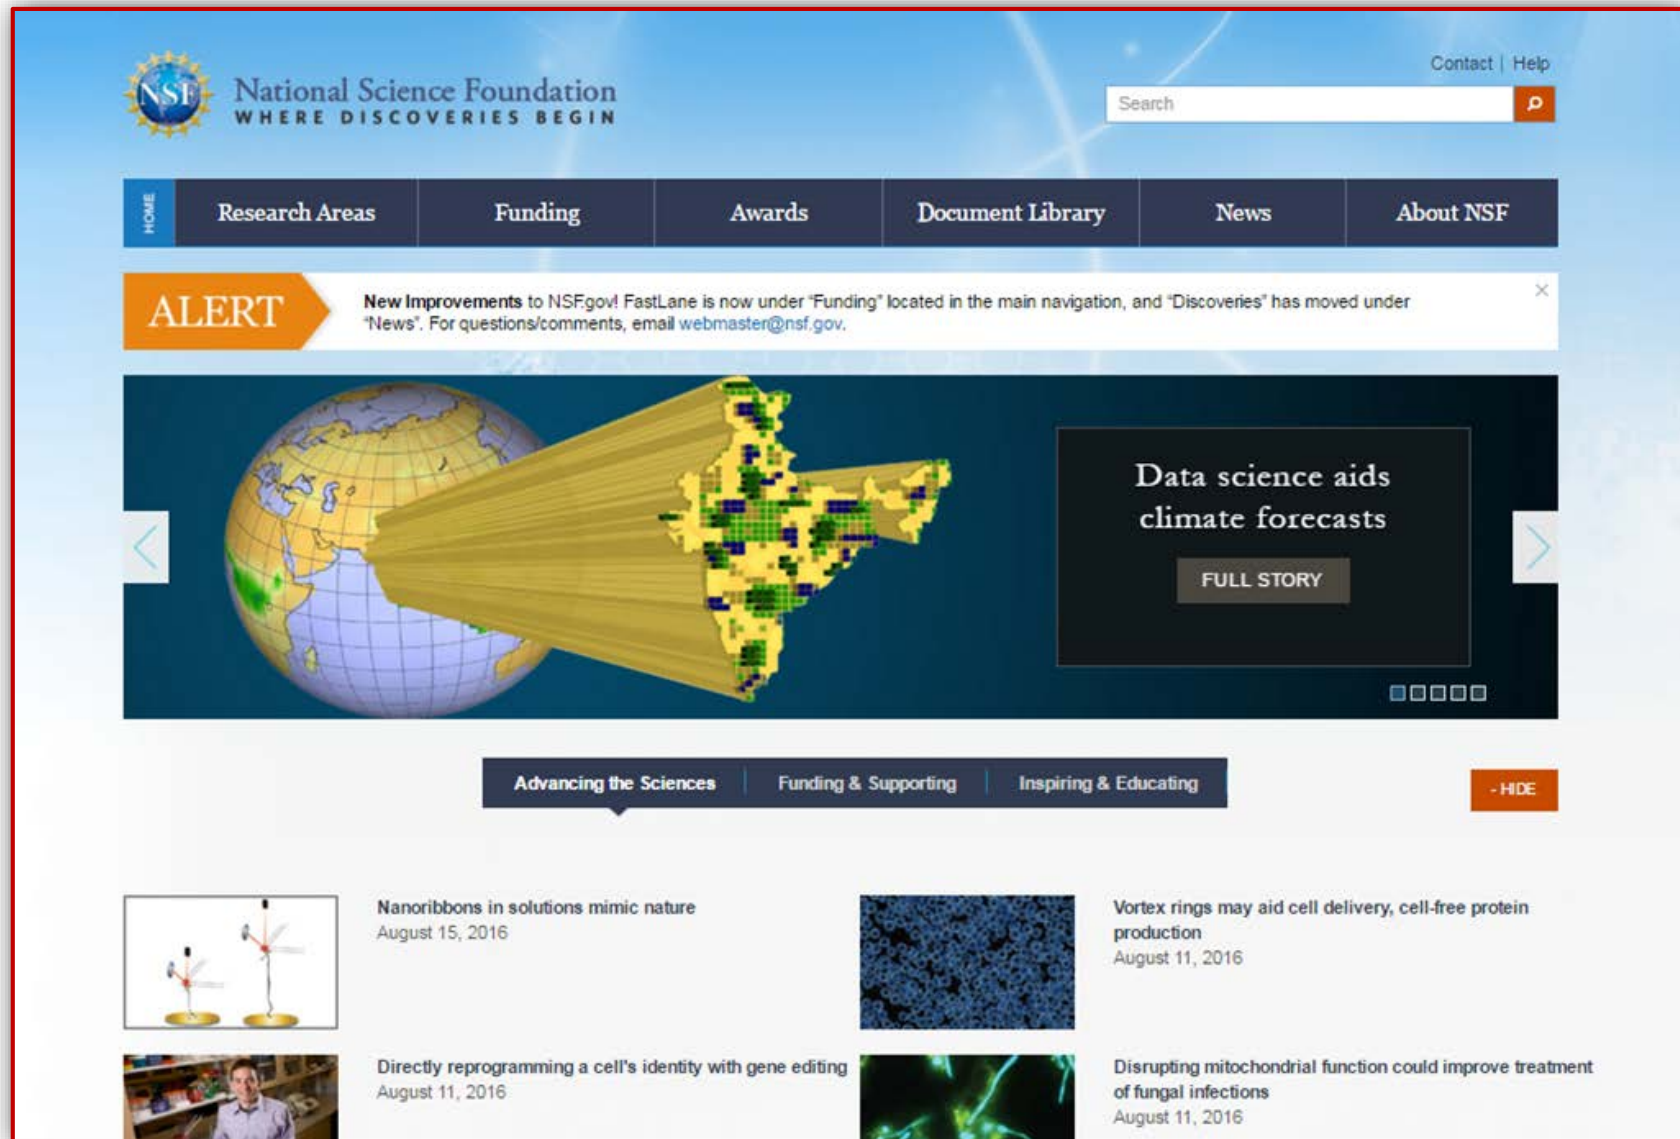 NSF
National Science Foundation
WHERE DISCOVERIES BEGIN
Contact | Help
Search
HOME
Research Areas
Funding
Awards
Document Library
News
About NSF
ALERT
New Improvements to NSF.gov! FastLane is now under “Funding” located in the main navigation, and “Discoveries” has moved under
“News”. For questions/comments, email webmaster@nsf.gov.
Data science aids
climate forecasts
FULL STORY
Advancing the Sciences
Funding & Supporting
Inspiring & Educating
- HIDE
Nanoribbons in solutions mimic nature
August 15, 2016
Vortex rings may aid cell delivery, cell-free protein
production
August 11, 2016
Directly reprogramming a cell's identity with gene editing
August 11, 2016
Disrupting mitochondrial function could improve treatment
of fungal infections
August 11, 2016